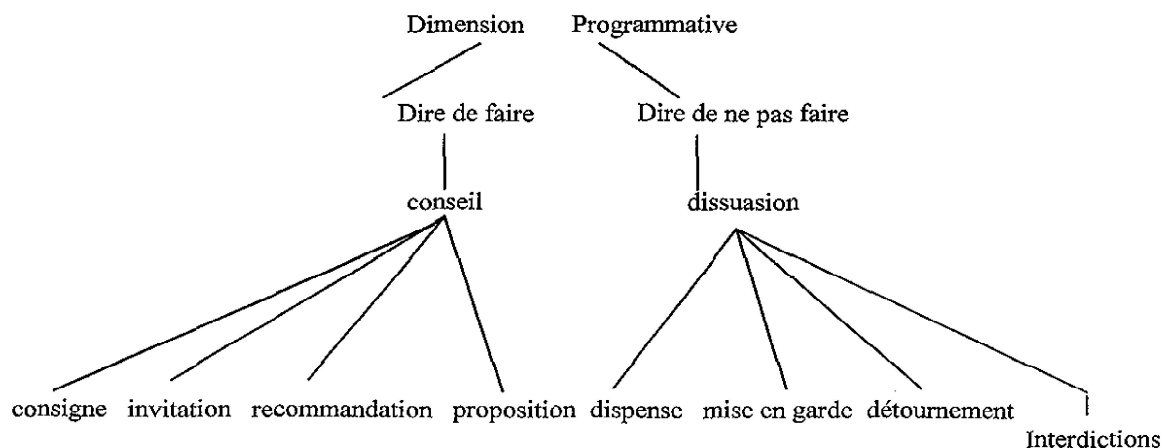 Dimension Programmative
Dire de faire Dire de ne pas faire
conseil dissuasion
consigne invitation recommandation proposition dispense mise en garde détournement
Interdictions